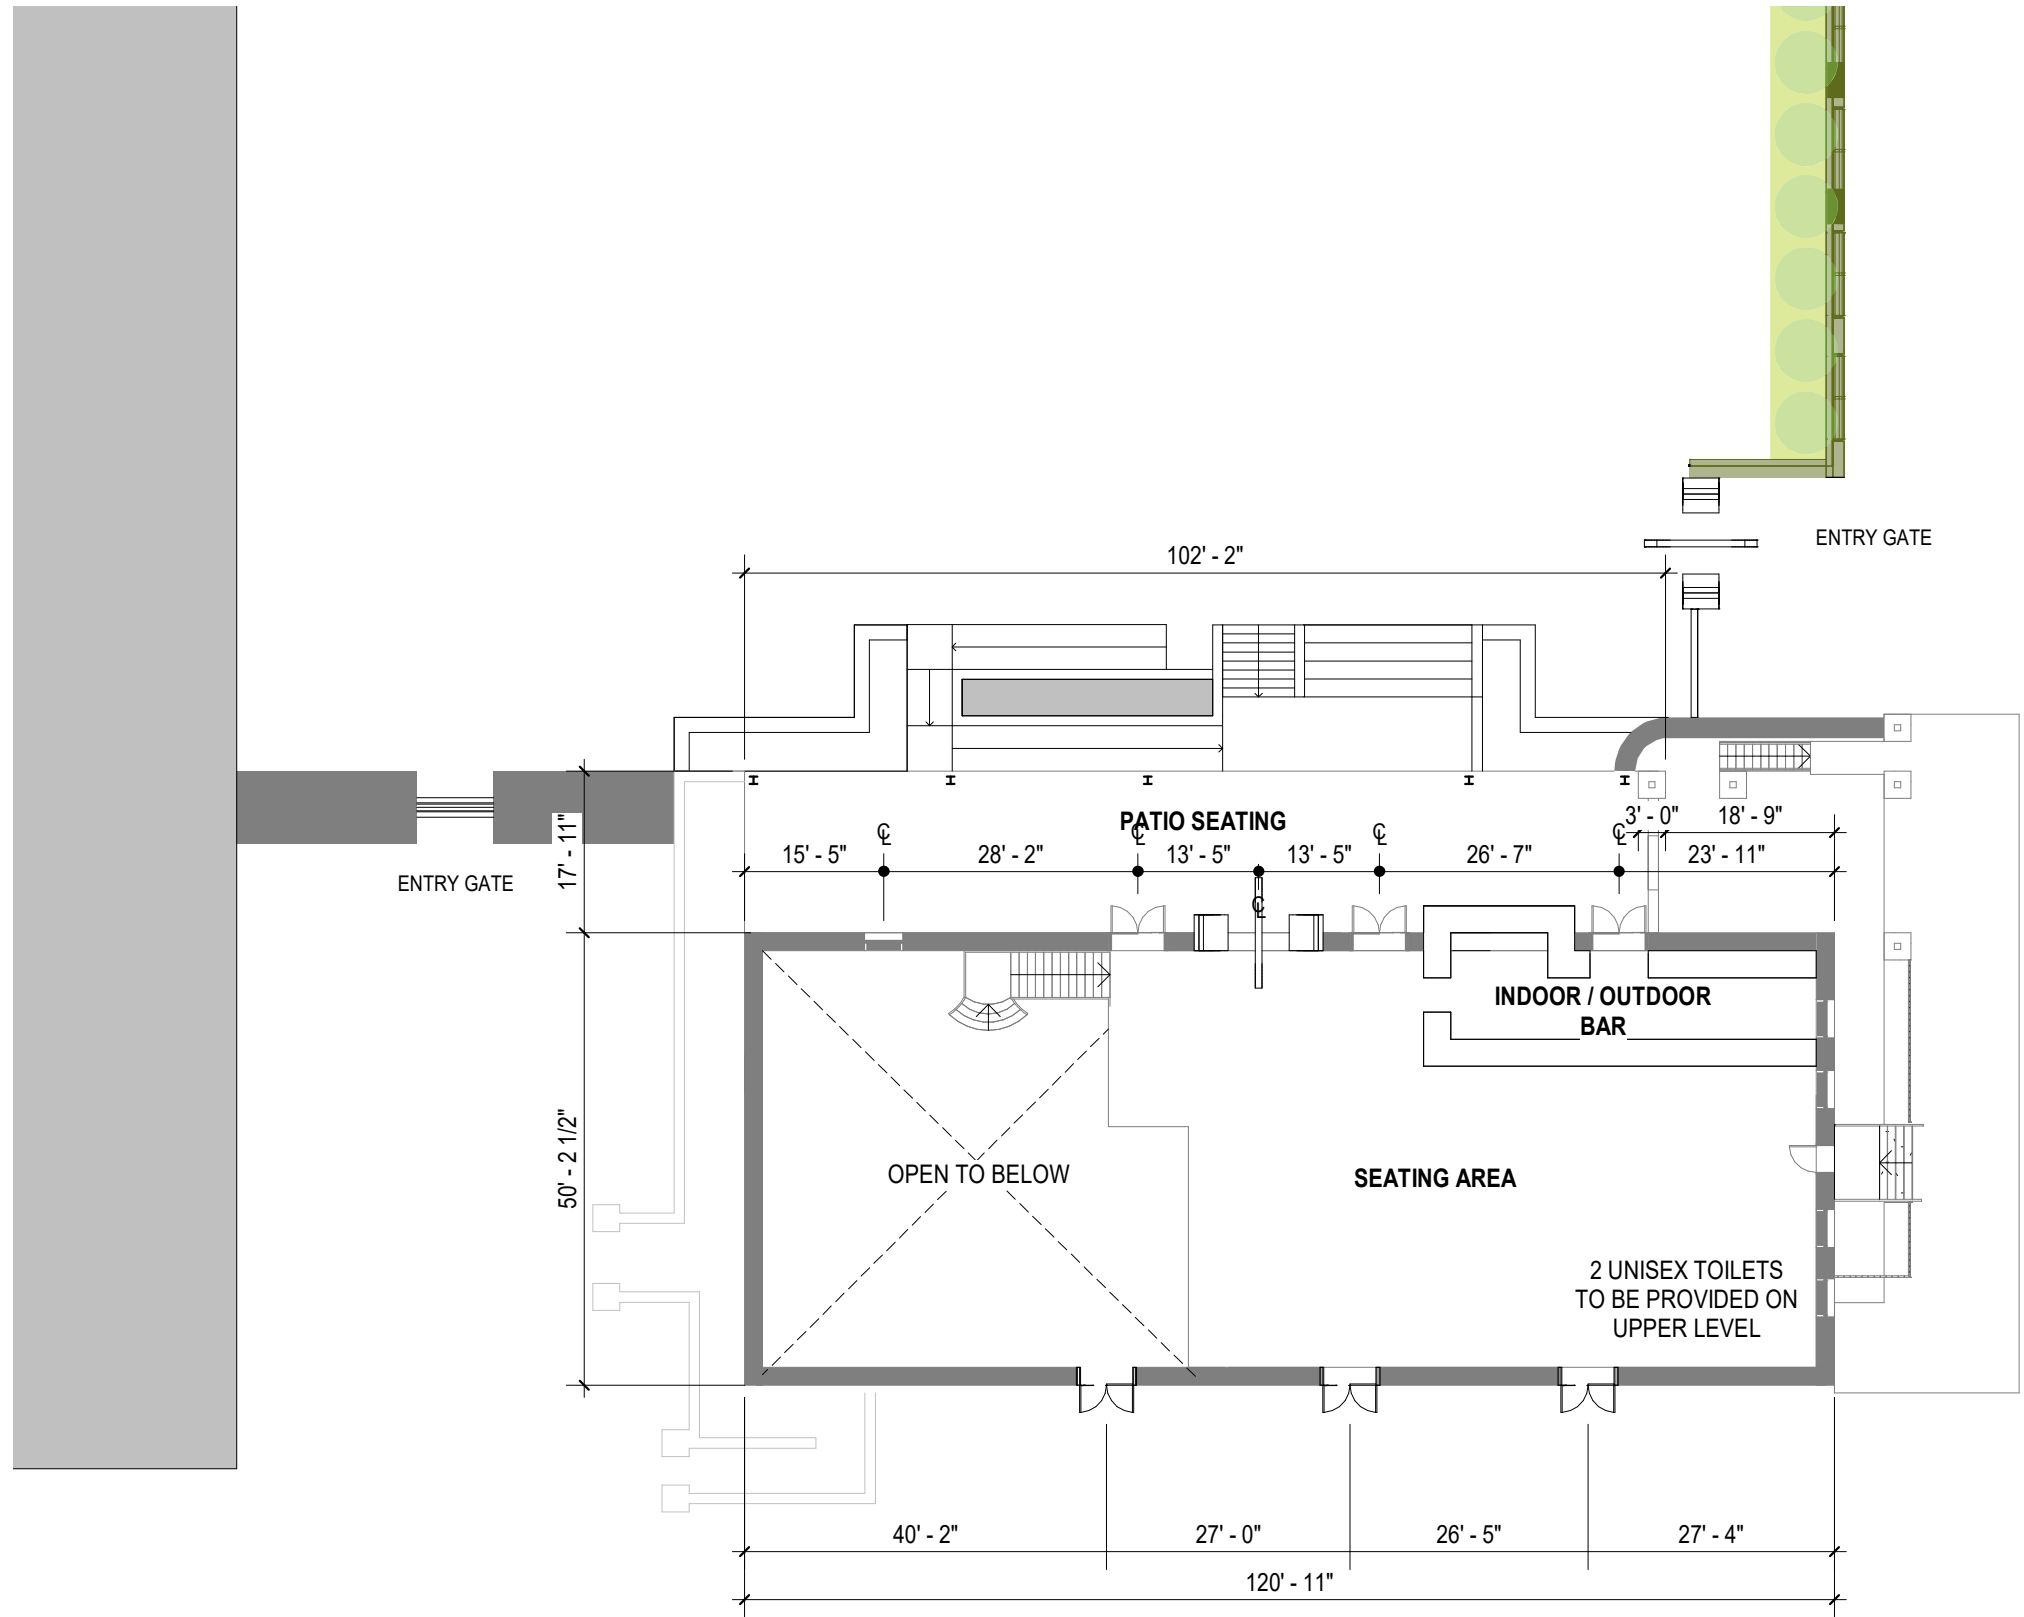 ENTRY GATE
102' - 2"
PATIO SEATING
3' - 0"
18' - 9"
℄
℄
℄
℄
15' - 5"
28' - 2"
13' - 5"
13' - 5"
26' - 7"
23' - 11"
17' - 11"
ENTRY GATE
℄
INDOOR / OUTDOOR
BAR
50' - 2 1/2"
OPEN TO BELOW
SEATING AREA
2 UNISEX TOILETS
TO BE PROVIDED ON
UPPER LEVEL
40' - 2"
27' - 0"
26' - 5"
27' - 4"
120' - 11"